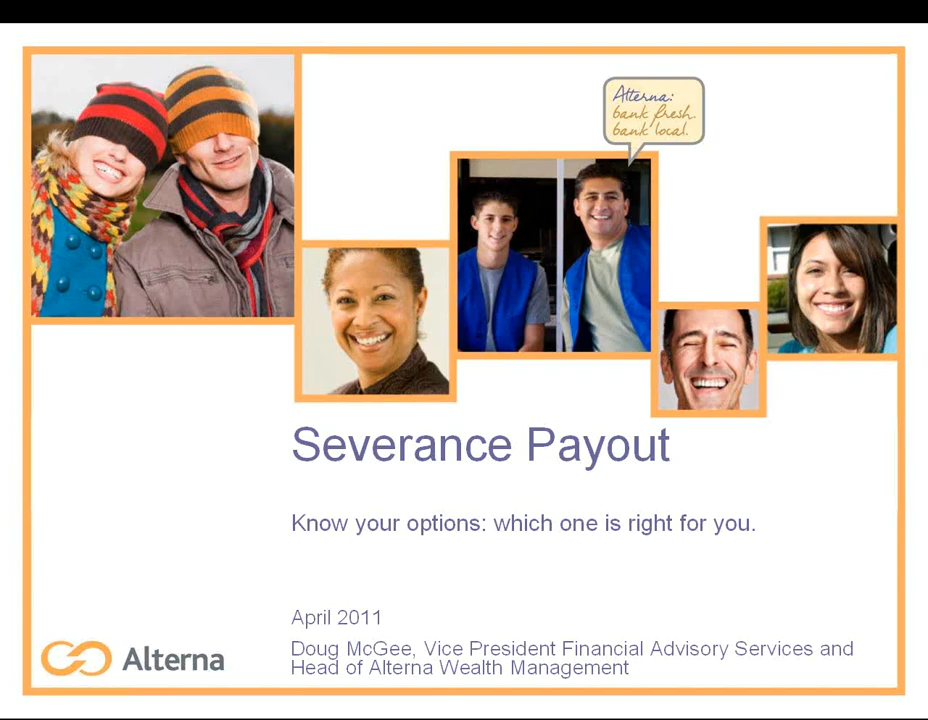 Alterna:
bank fresh.
bank local.
Severance Payout
Know your options: which one is right for you.
April 2011
Doug McGee, Vice President Financial Advisory Services and
Head of Alterna Wealth Management
Alterna